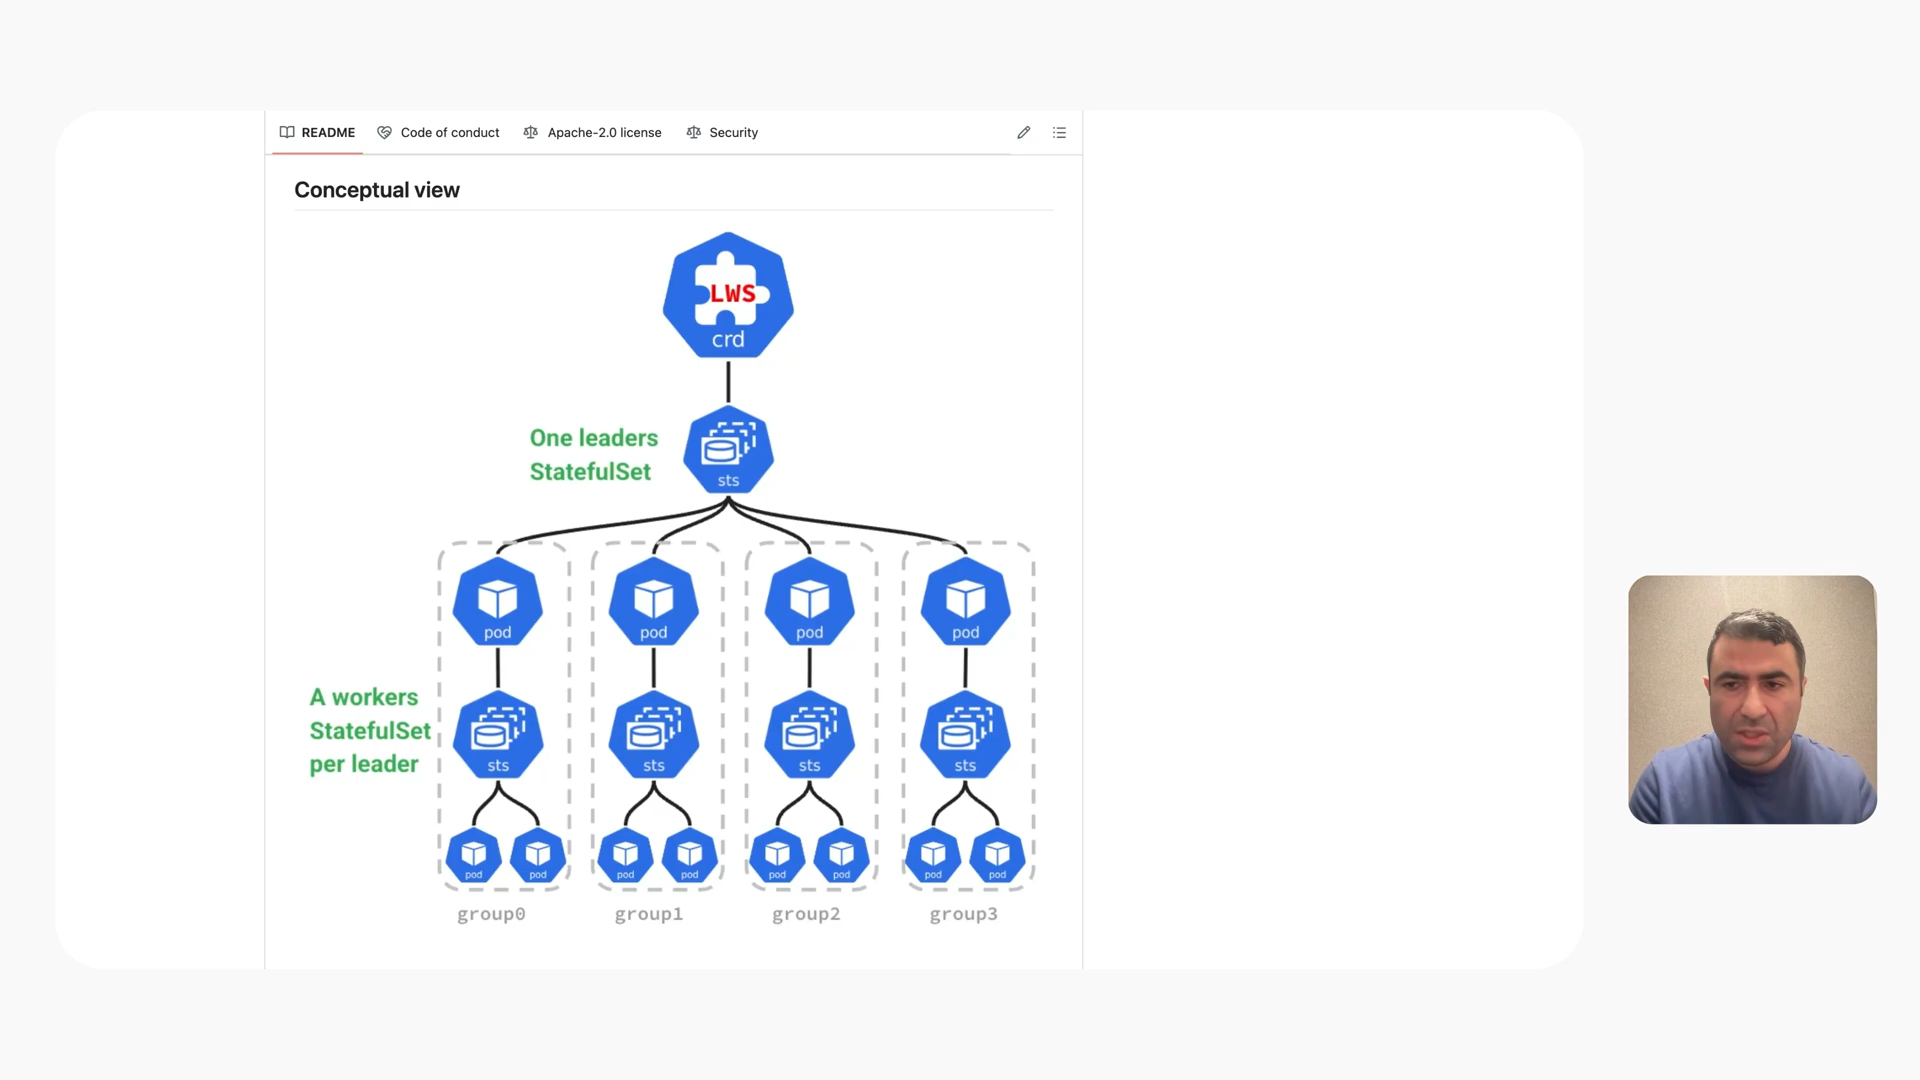 README
Code of conduct
Apache-2.0 license
Security
Conceptual view
LWS
crd
One leaders
StatefulSet
sts
pod
pod
pod
pod
A workers
StatefulSet
per leader
sts
sts
sts
sts
pod
pod
pod
pod
pod
pod
pod
pod
group0
group1
group2
group3